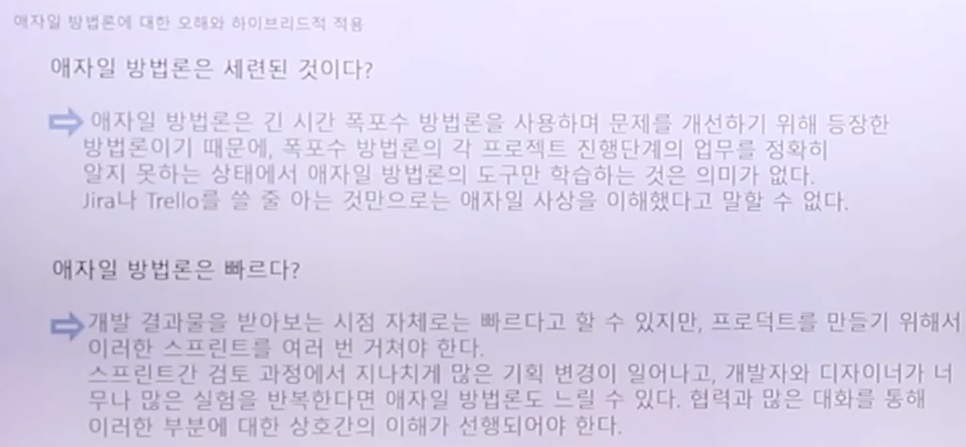 애자일 방법론에 대한 오해와 하이브리드적 적용
애자일 방법론은 세련된 것이다?
애자일 방법론은 긴 시간 폭포수 방법론을 사용하며 문제를 개선하기 위해 등장한
방법론이기 때문에, 폭포수 방법론의 각 프로젝트 진행단계의 업무를 정확히
알지 못하는 상태에서 애자일 방법론의 도구만 학습하는 것은 의미가 없다.
Jira나 Trello를 쓸 줄 아는 것만으로는 애자일 사상을 이해했다고 말할 수 없다.
애자일 방법론은 빠르다?
개발 결과물을 받아보는 시점 자체로는 빠르다고 할 수 있지만, 프로덕트를 만들기 위해서
이러한 스프린트를 여러 번 거쳐야 한다.
스프린트간 검토 과정에서 지나치게 많은 기획 변경이 일어나고, 개발자와 디자이너가 너
무나 많은 실험을 반복한다면 애자일 방법론도 느릴 수 있다. 협력과 많은 대화를 통해
이러한 부분에 대한 상호간의 이해가 선행되어야 한다.